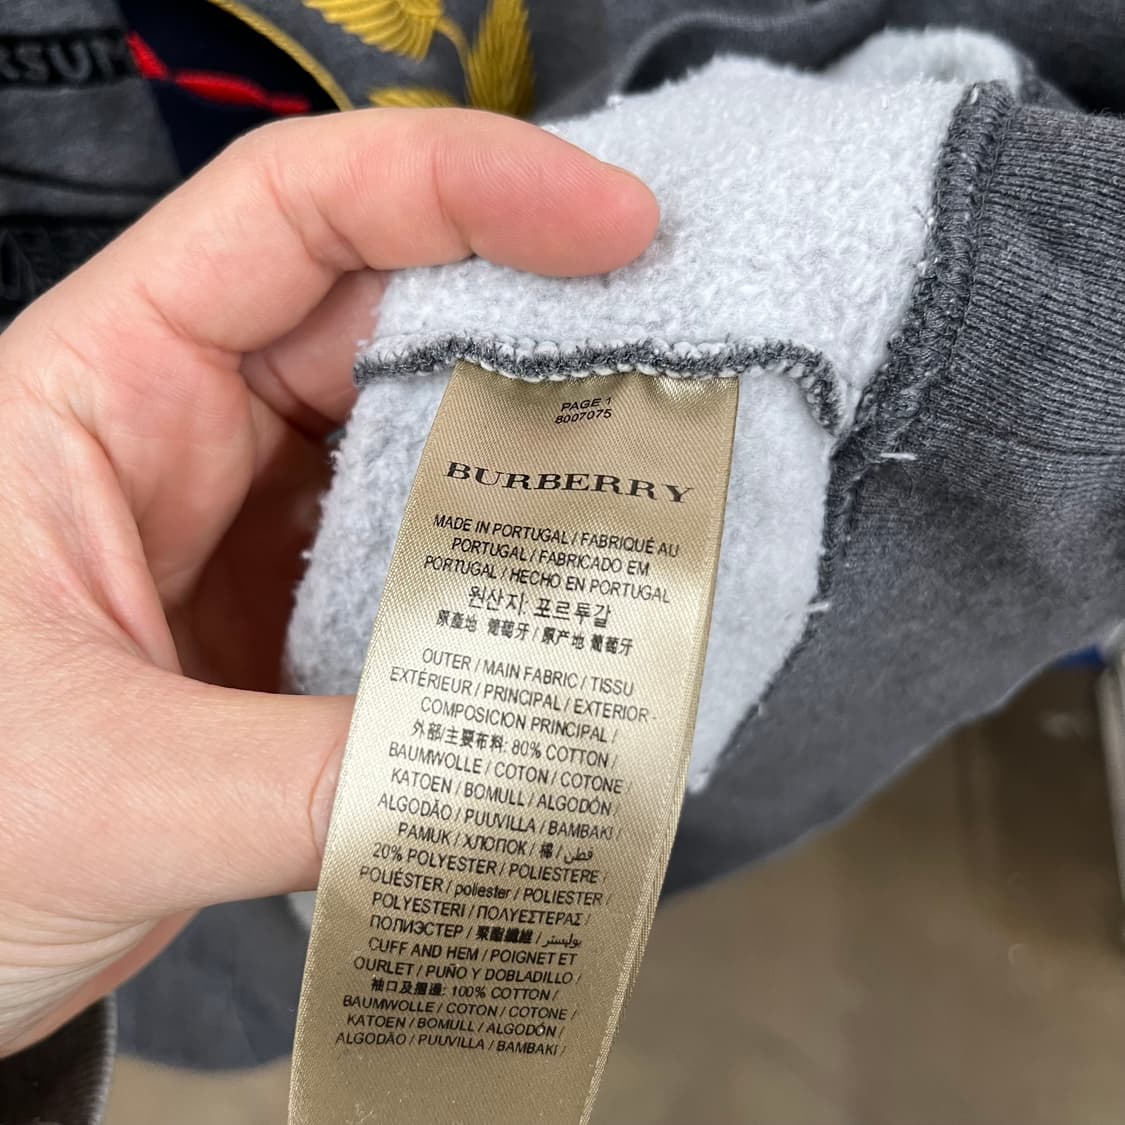 RSUM
PAGE 1
8007075
BURBERRY
MADE IN PORTUGAL / FABRIQUÉ AU
PORTUGAL / FABRICADO EM
PORTUGAL / HECHO EN PORTUGAL
원산지: 포르투갈
原產地 葡萄牙 / 原产地 葡萄牙
OUTER / MAIN FABRIC / TISSU
EXTÉRIEUR / PRINCIPAL / EXTERIOR -
COMPOSICION PRINCIPAL /
外部/主要布料: 80% COTTON /
BAUMWOLLE / COTON / COTONE /
KATOEN / BOMULL / ALGODÓN /
ALGODÃO / PUUVILLA / BAMBAKI /
PAMUK / ХЛОПОК / 棉 / قطن
20% POLYESTER / POLIESTERE /
POLIÉSTER / poliester / POLIESTER /
POLYESTERI / ΠΟΛΥΕΣΤΕΡΑΣ /
ПОЛИЭСТЕР / 聚酯纖維 / بوليستر
CUFF AND HEM / POIGNET ET
OURLET / PUÑO Y DOBLADILLO /
袖口及摺邊: 100% COTTON /
BAUMWOLLE / COTON / COTONE /
KATOEN / BOMULL / ALGODÓN /
ALGODÃO / PUUVILLA / BAMBAKI /